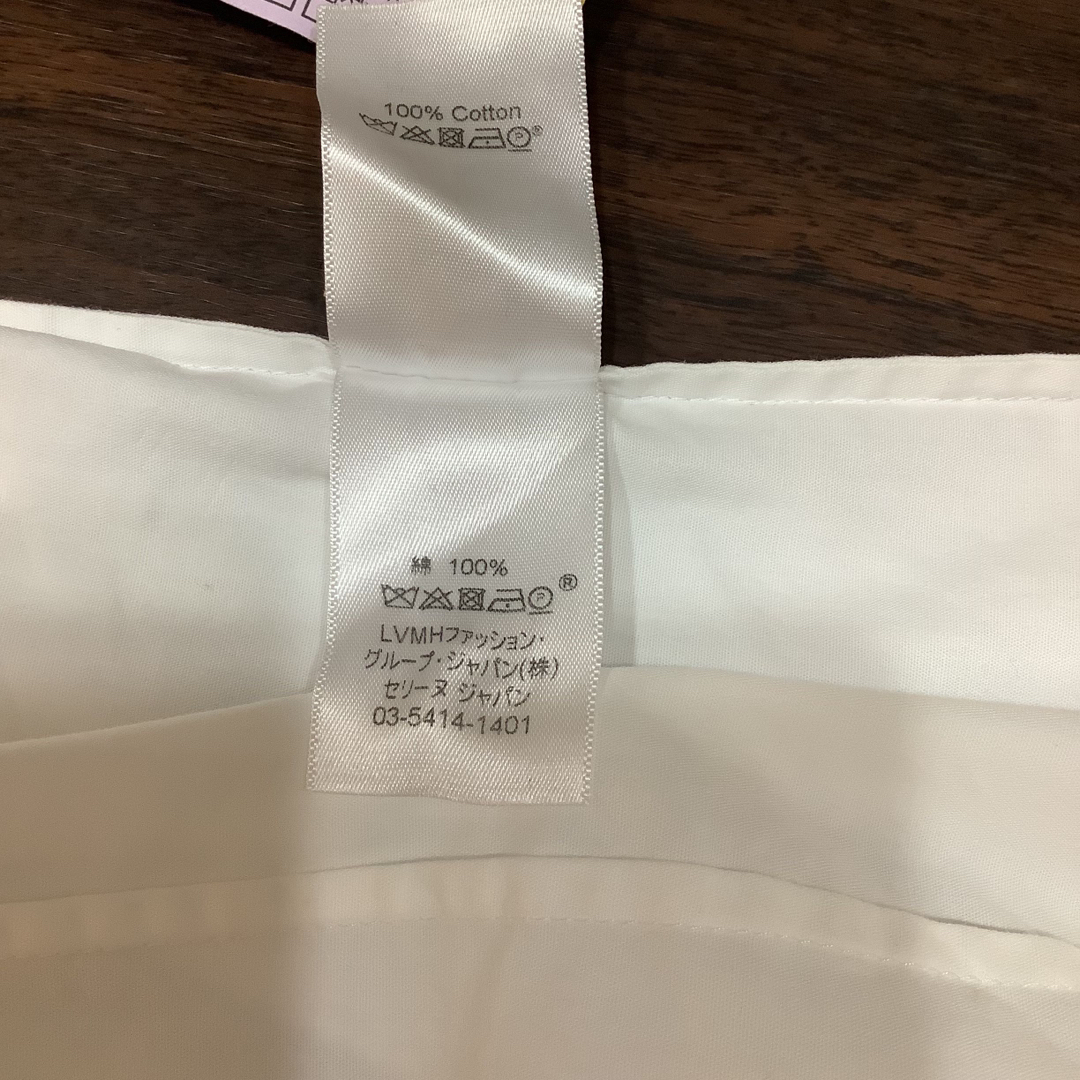 100% Cotton
P
®
綿 100%
P
®
LVMHファッション・
グループ・ジャパン(株)
セリーヌ ジャパン
03-5414-1401